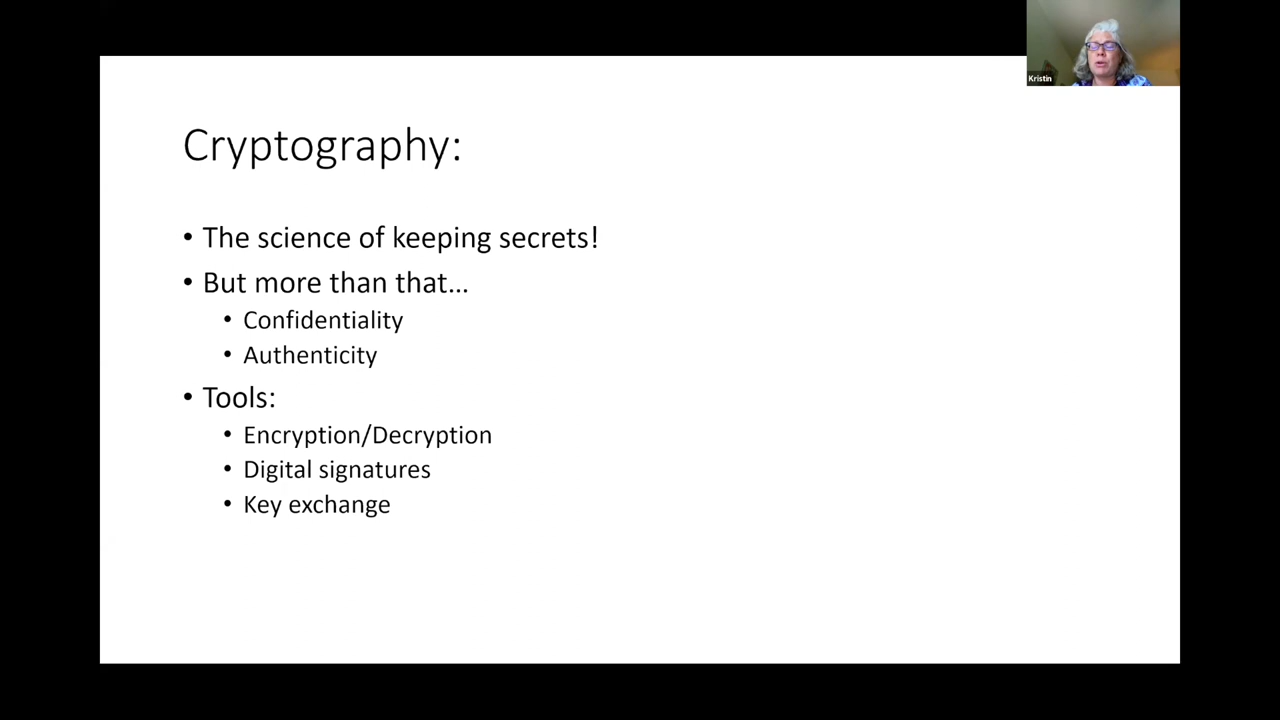 Kristin
Cryptography:
• The science of keeping secrets!
• But more than that…
• Confidentiality
• Authenticity
• Tools:
• Encryption/Decryption
• Digital signatures
• Key exchange